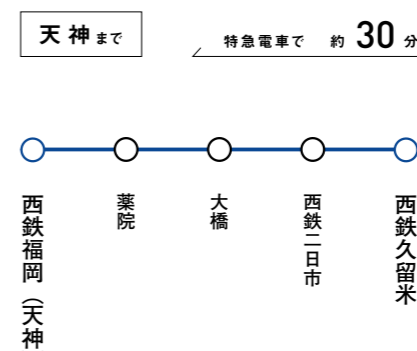 天神まで
特急電車で 約 30 分
西鉄福岡（天神
薬院
大橋
西鉄二日市
西鉄久留米